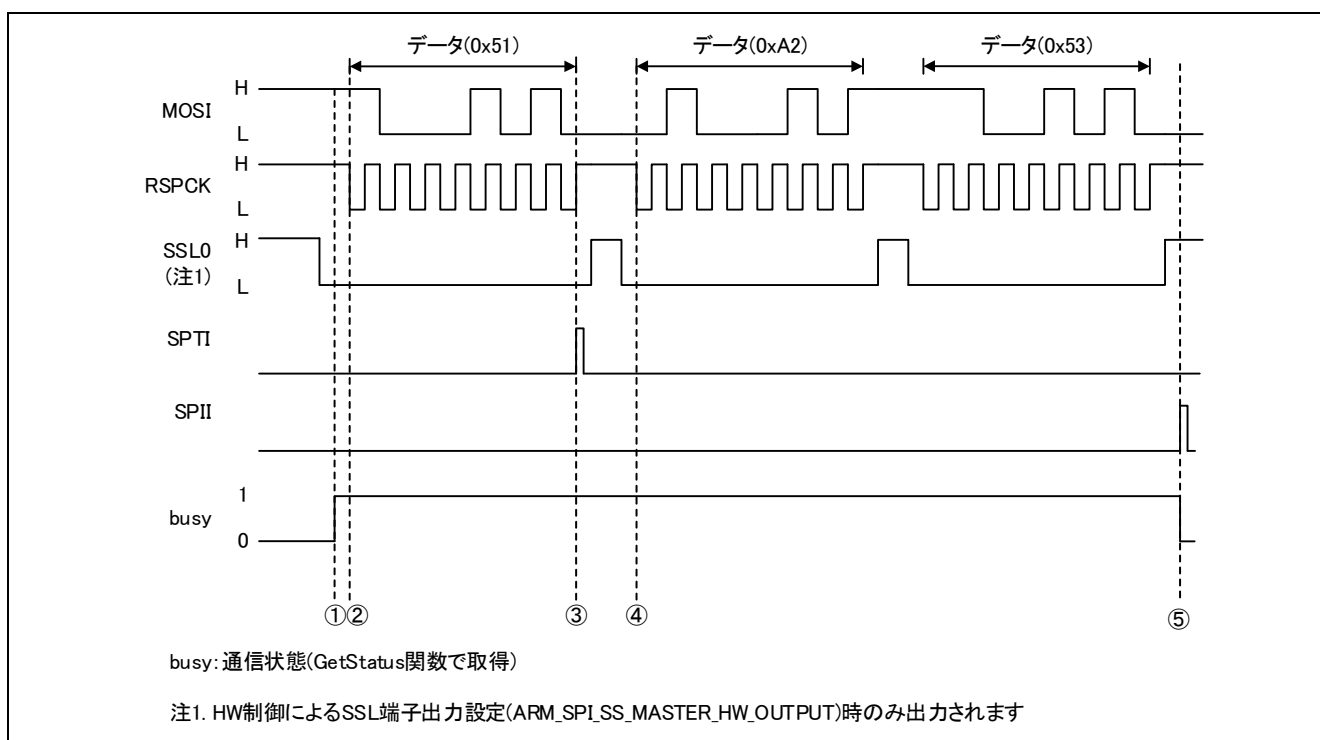 データ(0x51) データ(0xA2) データ(0x53)
MOSI H L
RSPCK H L
SSL0 (注1) H L
SPTI
SPII
busy 1 0
① ② ③ ④ ⑤
busy:通信状態(GetStatus関数で取得)
注1. HW制御によるSSL端子出力設定(ARM_SPI_SS_MASTER_HW_OUTPUT)時のみ出力されます